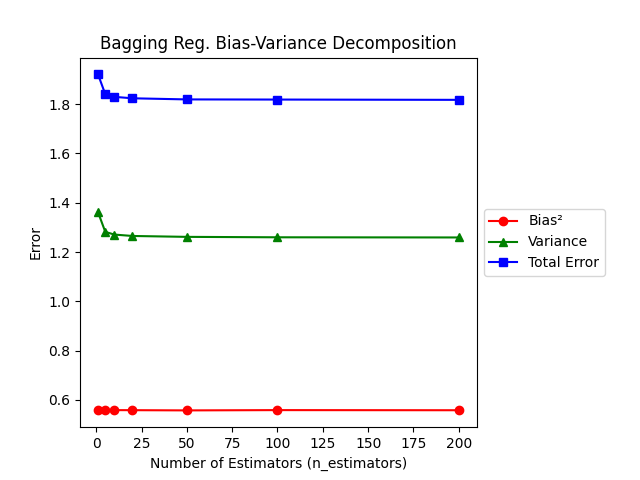 Bagging Reg. Bias-Variance Decomposition
1.8
1.6
1.4
1.2
1.0
0.6
0.8
Error
0 25 50 75 100 125 150 175 200
Number of Estimators (n_estimators)
Bias²
Variance
Total Error